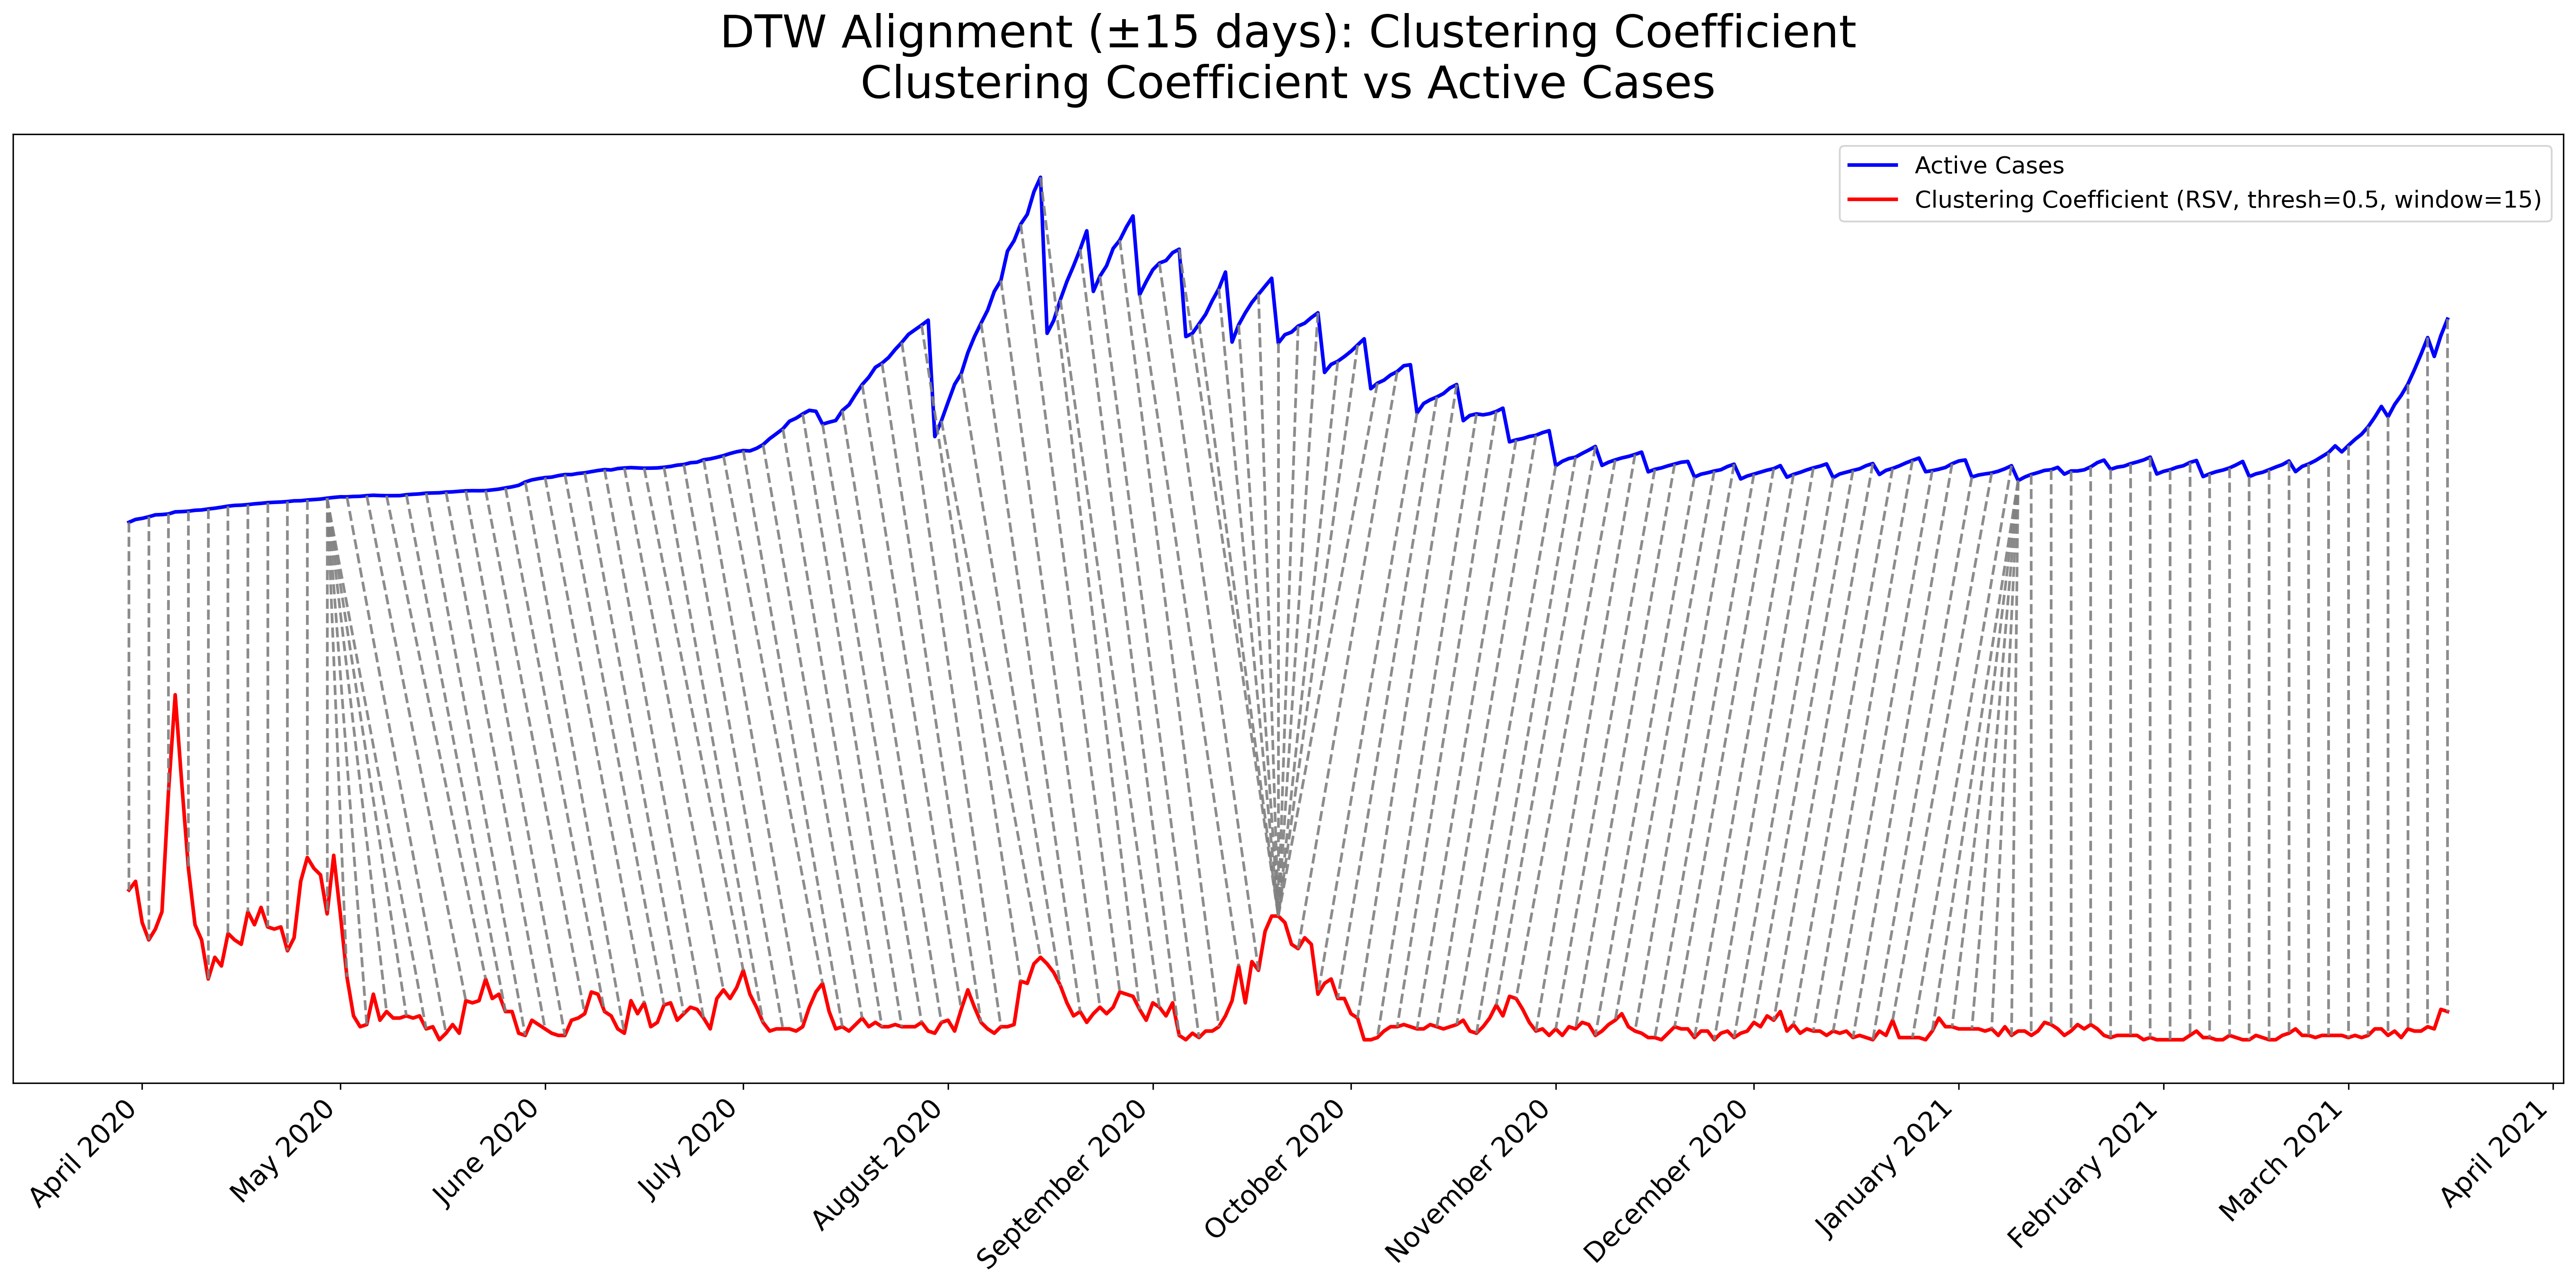 DTW Alignment (±15 days): Clustering Coefficient
Clustering Coefficient vs Active Cases
Active Cases
Clustering Coefficient (RSV, thresh=0.5, window=15)
April 2020
May 2020
June 2020
July 2020
August 2020
September 2020
October 2020
November 2020
December 2020
January 2021
February 2021
March 2021
April 2021